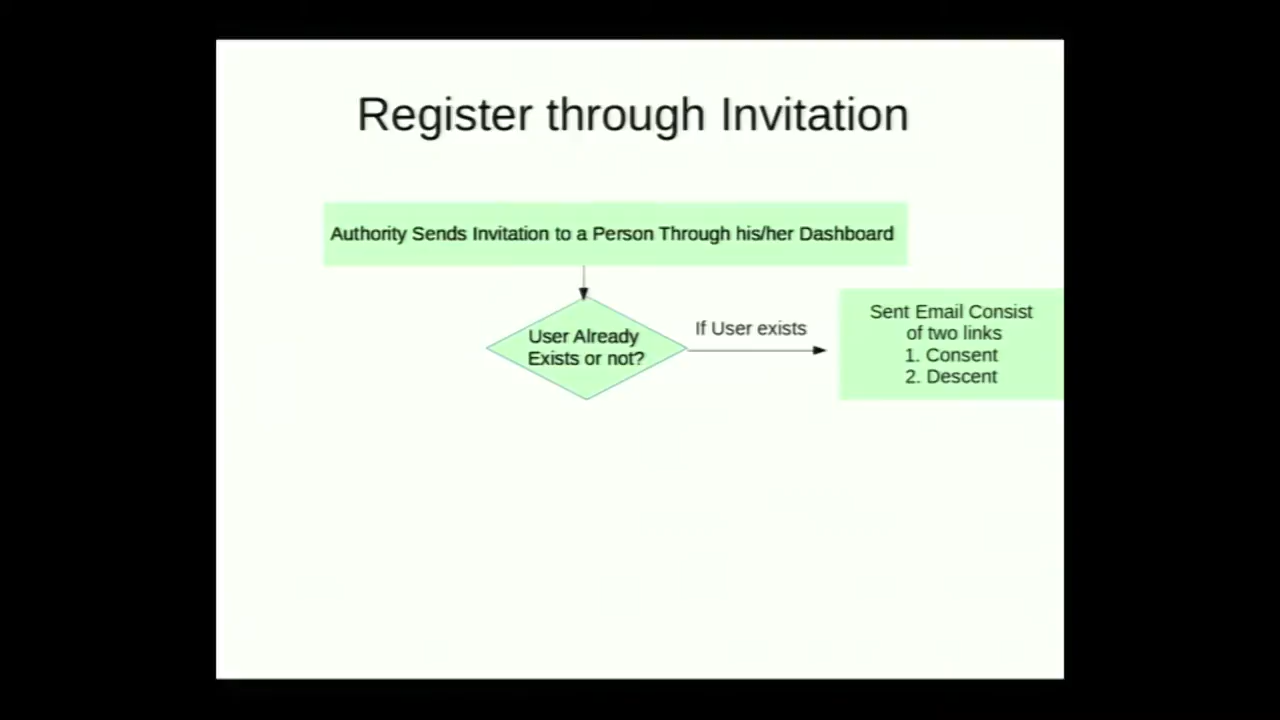 Register through Invitation
Authority Sends Invitation to a Person Through his/her Dashboard
User Already
Exists or not?
If User exists
Sent Email Consist
of two links
1. Consent
2. Descent